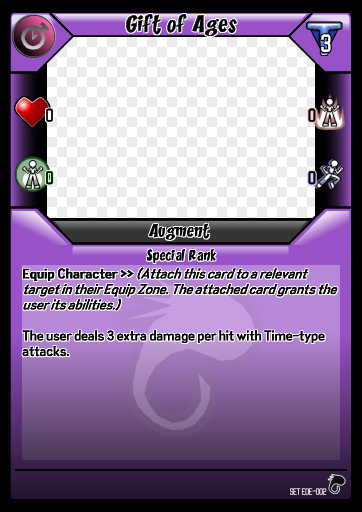 Gift of Ages
3
0
0
0
0
Augment
Special Rank
Equip Character >> (Attach this card to a relevant
target in their Equip Zone. The attached card grants the
user its abilities.)
The user deals 3 extra damage per hit with Time-type
attacks.
SET EDE-002